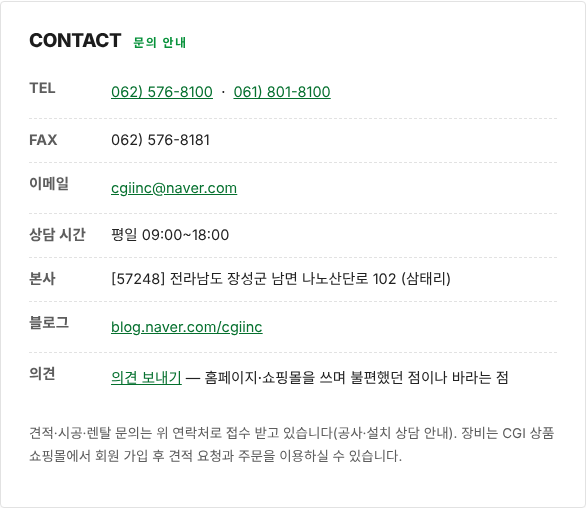 CONTACT 문의 안내
TEL 062) 576-8100 · 061) 801-8100
FAX 062) 576-8181
이메일 cgiinc@naver.com
상담 시간 평일 09:00~18:00
본사 [57248] 전라남도 장성군 남면 나노산단로 102 (삼태리)
블로그 blog.naver.com/cgiinc
의견 의견 보내기 — 홈페이지·쇼핑몰을 쓰며 불편했던 점이나 바라는 점
견적·시공·렌탈 문의는 위 연락처로 접수 받고 있습니다(공사·설치 상담 안내). 장비는 CGI 상품
쇼핑몰에서 회원 가입 후 견적 요청과 주문을 이용하실 수 있습니다.